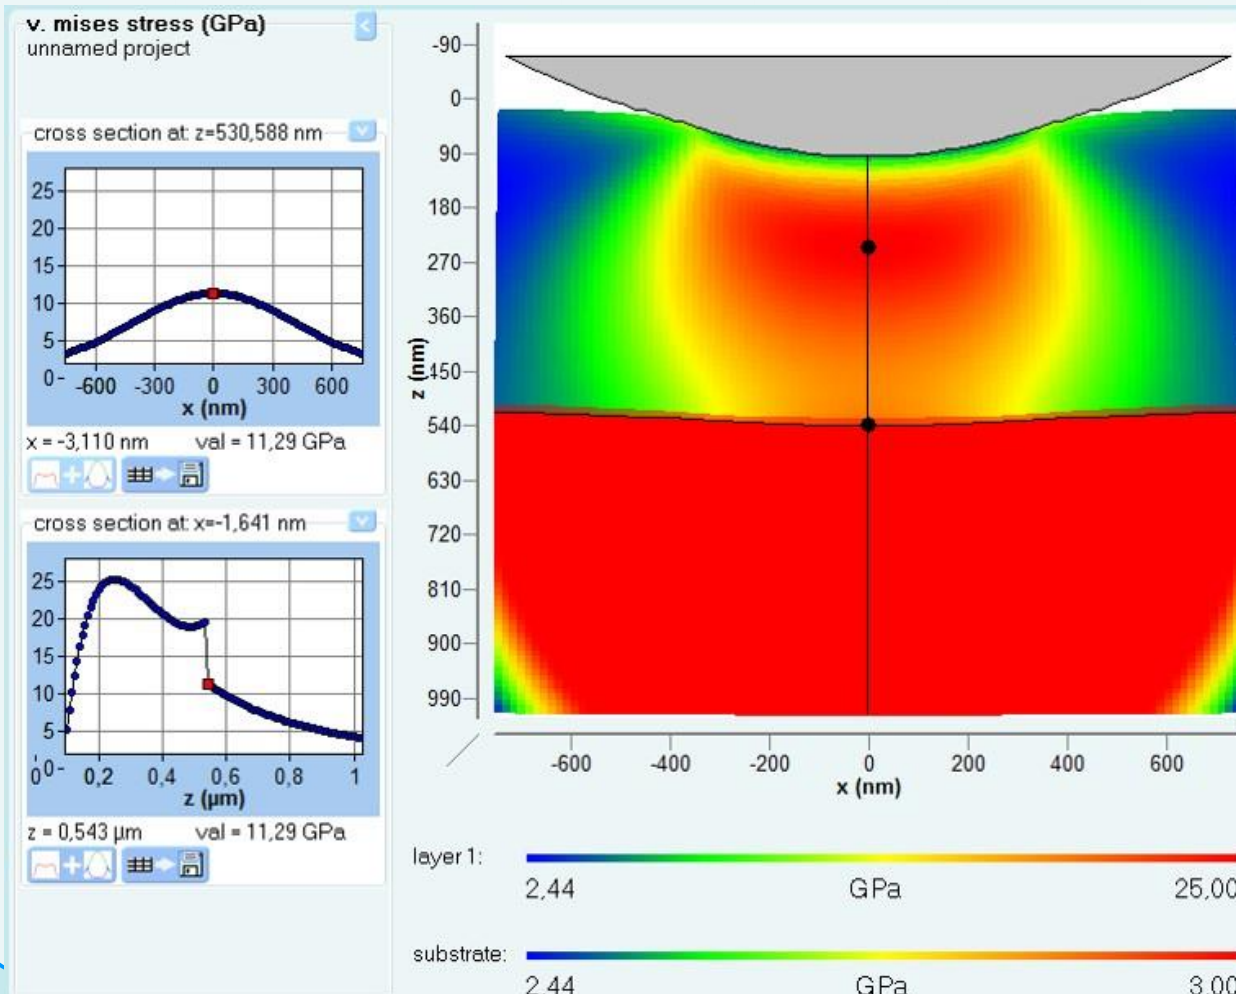 v. mises stress (GPa)
unnamed project
<
cross section at: z=530,588 nm
25
20
15
10
5
0
-600 -300 0 300 600
x (nm)
x = -3,110 nm val = 11,29 GPa
cross section at: x=-1,641 nm
25
20
15
10
5
0
0 0,2 0,4 0,6 0,8 1
z (µm)
z = 0,543 µm val = 11,29 GPa
-90
0
90
180
270
360
450
540
630
720
810
900
990
z (nm)
-600 -400 -200 0 200 400 600
x (nm)
layer 1:
2,44 GPa 25,00
substrate:
2,44 GPa 3,00